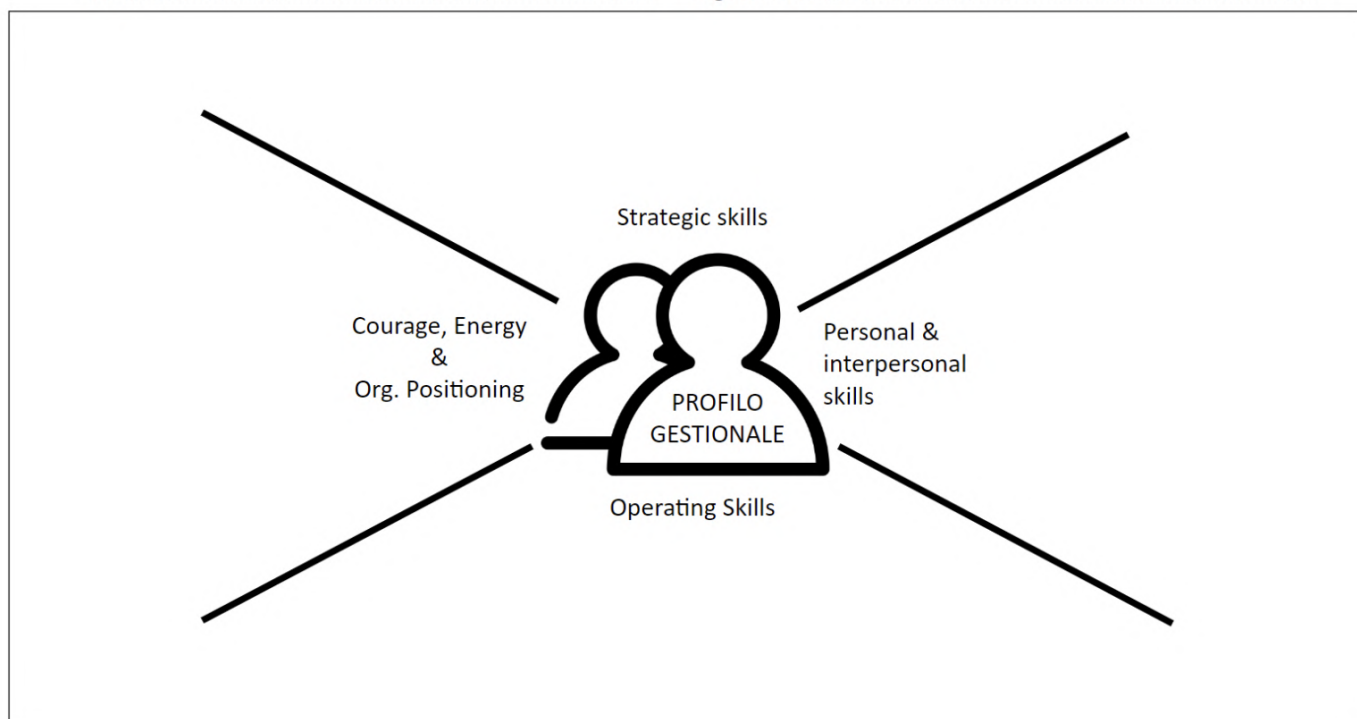 Strategic skills
Courage, Energy
&
Org. Positioning
Personal &
interpersonal
skills
PROFILO
GESTIONALE
Operating Skills